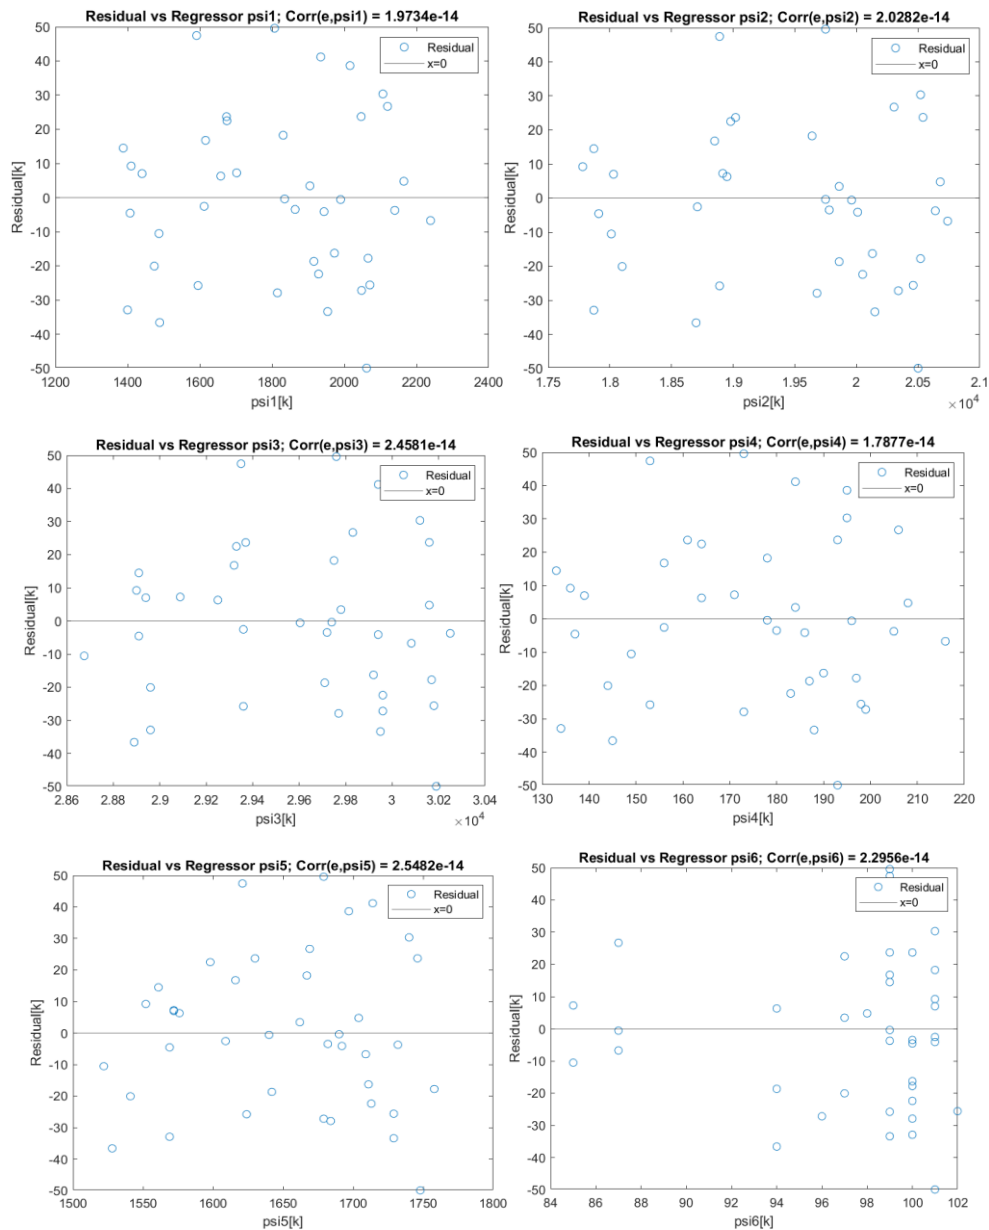 Residual vs Regressor psi1; Corr(e,psi1) = 1.9734e-14
50
40
30
20
10
0
-10
-20
-30
-40
-50
Residual[k]
Residual
x=0
1200 1400 1600 1800 2000 2200 2400
psi1[k]
Residual vs Regressor psi2; Corr(e,psi2) = 2.0282e-14
50
40
30
20
10
0
-10
-20
-30
-40
-50
Residual[k]
Residual
x=0
1.75 1.8 1.85 1.9 1.95 2 2.05 2.1
psi2[k]
×10^4
Residual vs Regressor psi3; Corr(e,psi3) = 2.4581e-14
50
40
30
20
10
0
-10
-20
-30
-40
-50
Residual[k]
Residual
x=0
2.86 2.88 2.9 2.92 2.94 2.96 2.98 3 3.02 3.04
psi3[k]
×10^4
Residual vs Regressor psi4; Corr(e,psi4) = 1.7877e-14
50
40
30
20
10
0
-10
-20
-30
-40
-50
Residual[k]
Residual
x=0
130 140 150 160 170 180 190 200 210 220
psi4[k]
Residual vs Regressor psi5; Corr(e,psi5) = 2.5482e-14
50
40
30
20
10
0
-10
-20
-30
-40
-50
Residual[k]
Residual
x=0
1500 1550 1600 1650 1700 1750 1800
psi5[k]
Residual vs Regressor psi6; Corr(e,psi6) = 2.2956e-14
50
40
30
20
10
0
-10
-20
-30
-40
-50
Residual[k]
Residual
x=0
84 86 88 90 92 94 96 98 100 102
psi6[k]